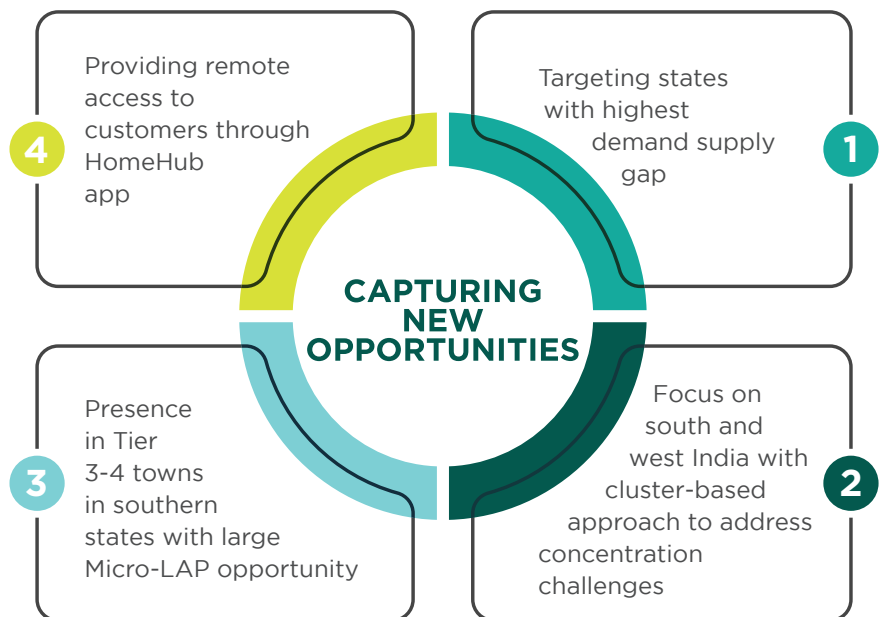 CAPTURING
NEW
OPPORTUNITIES
1
Targeting states
with highest
demand supply
gap
2
Focus on
south and
west India with
cluster-based
approach to address
concentration
challenges
3
Presence
in Tier
3-4 towns
in southern
states with large
Micro-LAP opportunity
4
Providing remote
access to
customers through
HomeHub
app